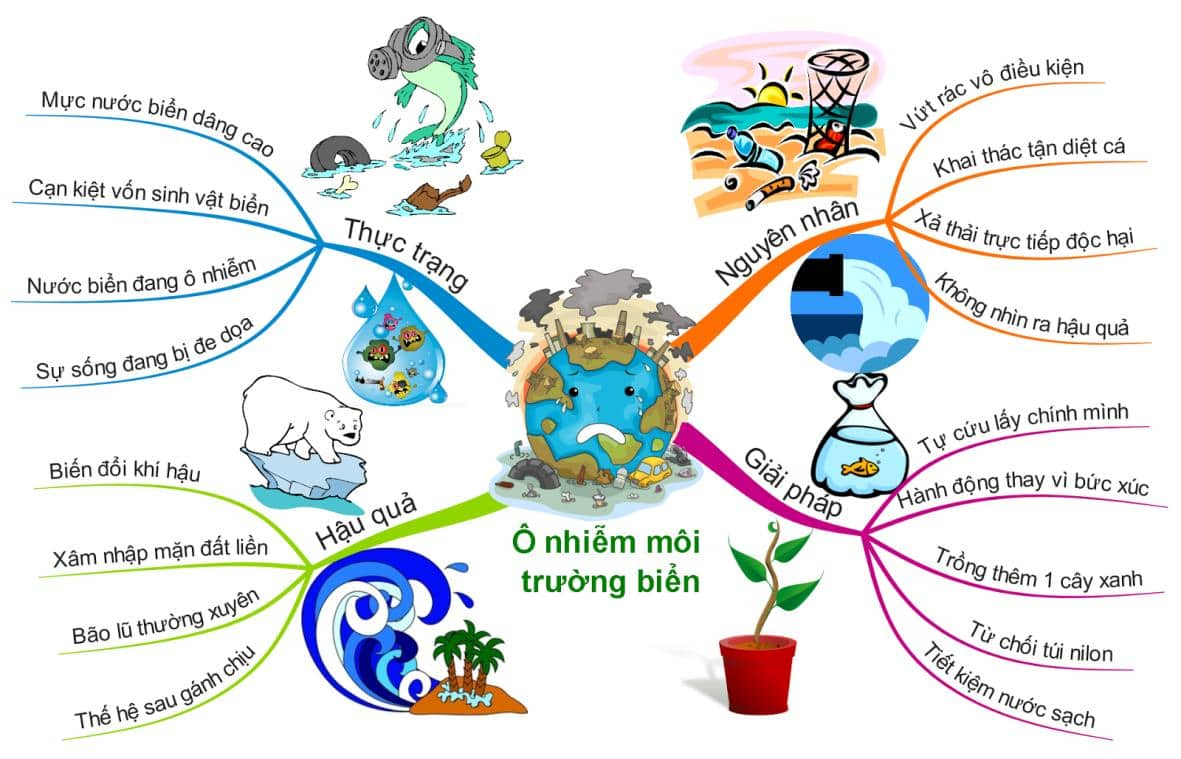 Ô nhiễm môi
trường biển
Thực trạng
Mực nước biển dâng cao
Cạn kiệt vốn sinh vật biển
Nước biển đang ô nhiễm
Sự sống đang bị đe dọa
Nguyên nhân
Vứt rác vô điều kiện
Khai thác tận diệt cá
Xả thải trực tiếp độc hại
Không nhìn ra hậu quả
Hậu quả
Biến đổi khí hậu
Xâm nhập mặn đất liền
Bão lũ thường xuyên
Thế hệ sau gánh chịu
Giải pháp
Tự cứu lấy chính mình
Hành động thay vì bức xúc
Trồng thêm 1 cây xanh
Từ chối túi nilon
Tiết kiệm nước sạch